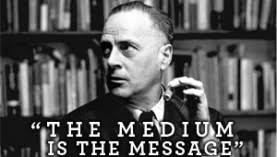 “THE MEDIUM
IS THE MESSAGE”